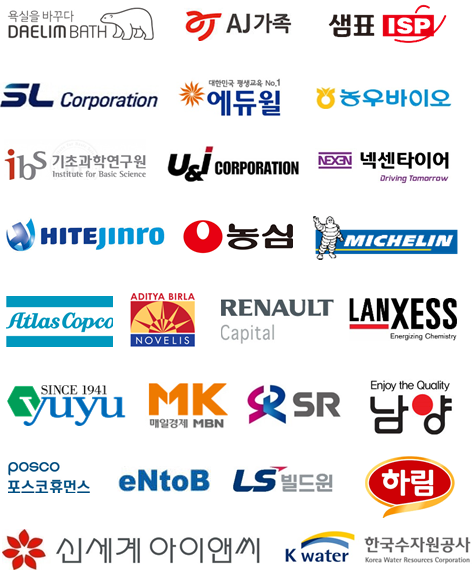 욕실을 바꾸다
DAELIM BATH
AJ가족
샘표 ISP
SL Corporation
대한민국 평생교육 No.1
에듀윌
농우바이오
ibs 기초과학연구원
Institute for Basic Science
U&I CORPORATION
NEXEN 넥센타이어
Driving Tomorrow
HITEJINRO
농심
MICHELIN
Atlas Copco
ADITYA BIRLA
NOVELIS
RENAULT
Capital
LANXESS
Energizing Chemistry
SINCE 1941
yuyu
MK
매일경제 MBN
SR
Enjoy the Quality
남양
posco
포스코휴먼스
eNtoB
LS빌드윈
하림
신세계 아이앤씨
K water
한국수자원공사
Korea Water Resources Corporation